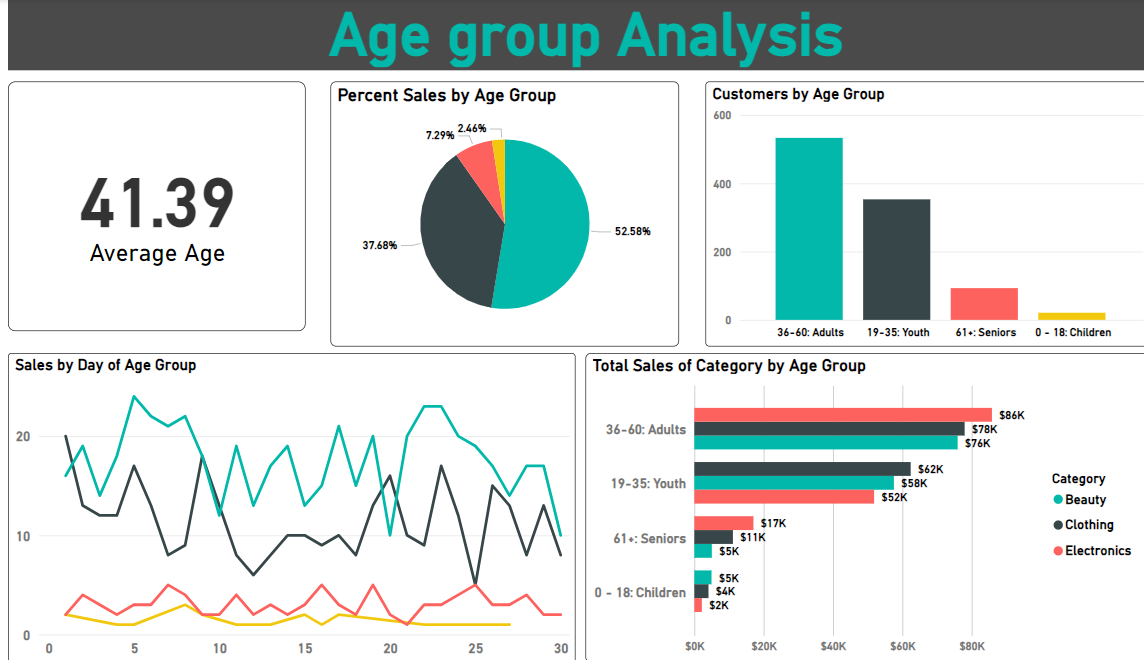 Age group Analysis
41.39
Average Age
Percent Sales by Age Group
2.46%
7.29%
37.68%
52.58%
Customers by Age Group
600
400
200
0
36-60: Adults 19-35: Youth 61+: Seniors 0 - 18: Children
Sales by Day of Age Group
20
10
0
0 5 10 15 20 25 30
Total Sales of Category by Age Group
36-60: Adults
$86K
$78K
$76K
19-35: Youth
$62K
$58K
$52K
61+: Seniors
$17K
$11K
$5K
0 - 18: Children
$5K
$4K
$2K
$0K $20K $40K $60K $80K
Category
Beauty
Clothing
Electronics